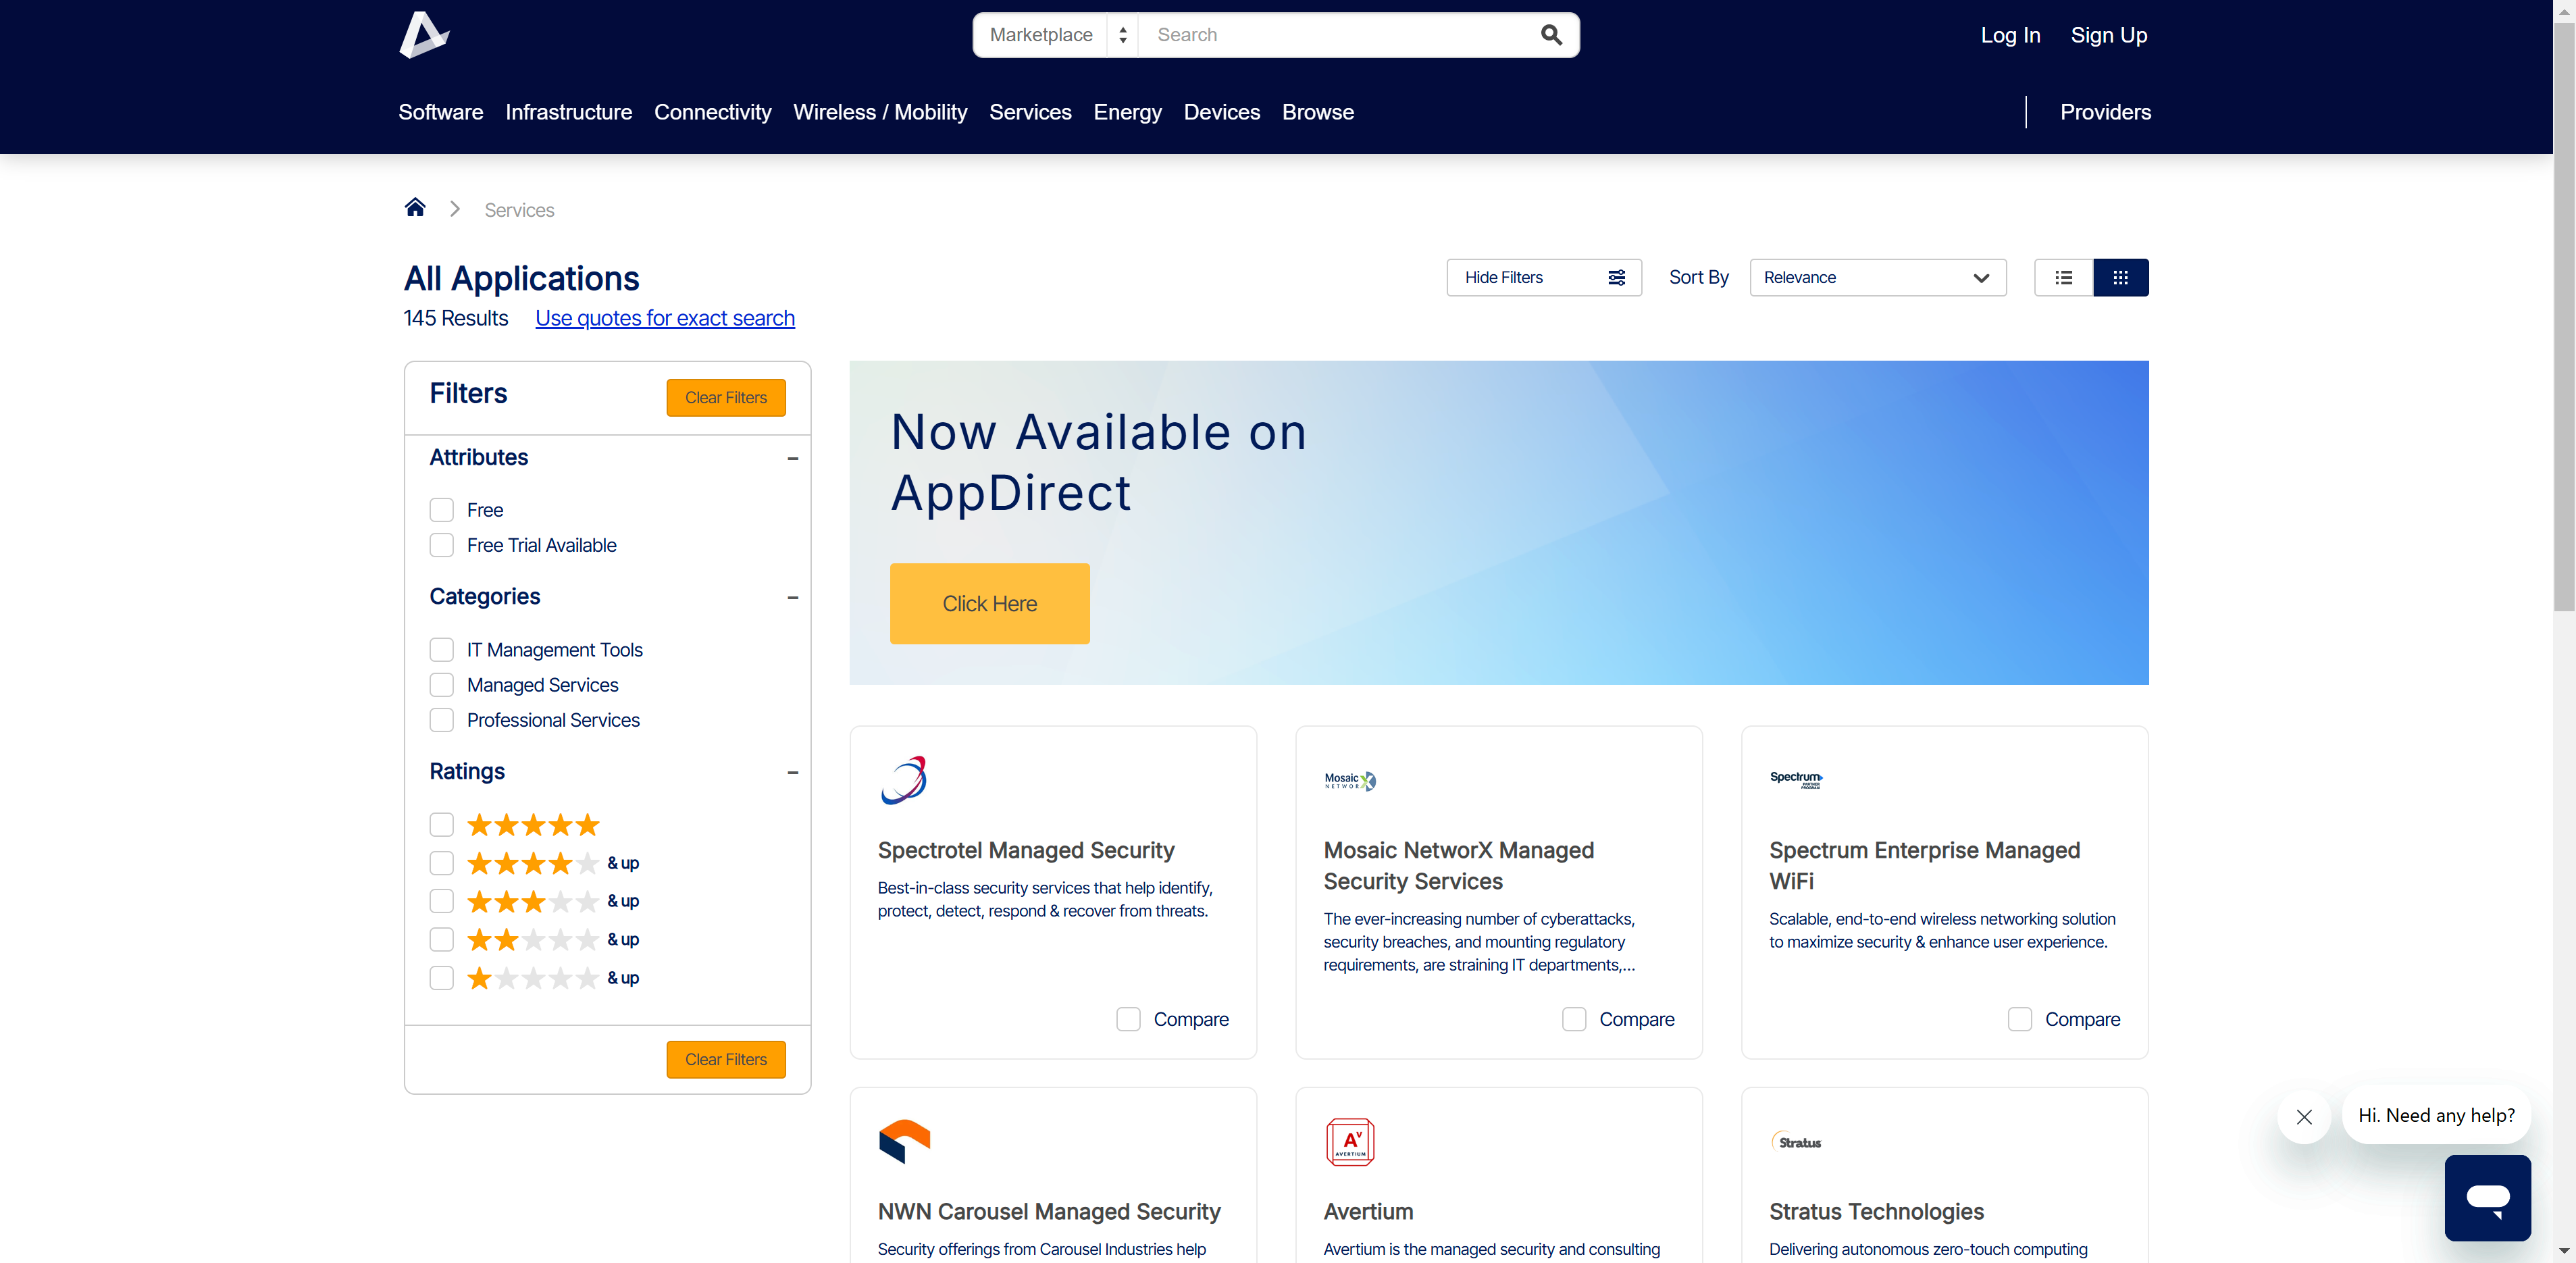 Marketplace
Search
Log In
Sign Up
Software
Infrastructure
Connectivity
Wireless / Mobility
Services
Energy
Devices
Browse
Providers
Services
All Applications
145 Results
Use quotes for exact search
Hide Filters
Sort By
Relevance
Filters
Clear Filters
Attributes
Free
Free Trial Available
Categories
IT Management Tools
Managed Services
Professional Services
Ratings
& up
& up
& up
& up
Clear Filters
Now Available on
AppDirect
Click Here
Spectrotel Managed Security
Best-in-class security services that help identify,
protect, detect, respond & recover from threats.
Compare
Mosaic
NETWORX
Mosaic NetworX Managed
Security Services
The ever-increasing number of cyberattacks,
security breaches, and mounting regulatory
requirements, are straining IT departments,...
Compare
Spectrum
PARTNER
PROGRAM
Spectrum Enterprise Managed
WiFi
Scalable, end-to-end wireless networking solution
to maximize security & enhance user experience.
Compare
NWN Carousel Managed Security
Security offerings from Carousel Industries help
AV
AVERTIUM
Avertium
Avertium is the managed security and consulting
Stratus
Stratus Technologies
Delivering autonomous zero-touch computing
Hi. Need any help?